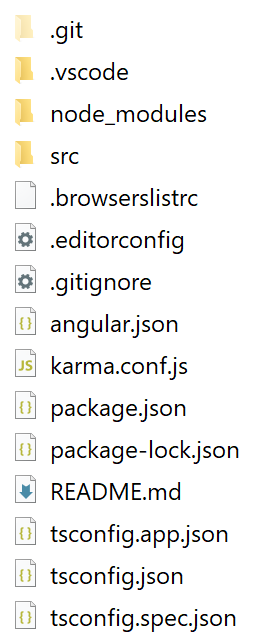 .git
.vscode
node_modules
src
.browserslistrc
.editorconfig
.gitignore
{} angular.json
JS karma.conf.js
{} package.json
{} package-lock.json
README.md
{} tsconfig.app.json
{} tsconfig.json
{} tsconfig.spec.json